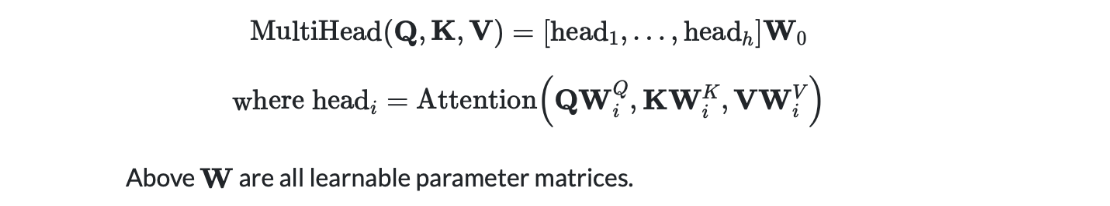 MultiHead(Q, K, V) = [head₁, . . . , headₕ]W₀
where headᵢ = Attention(QWᵢ^Q, KWᵢ^K, VWᵢ^V)
Above W are all learnable parameter matrices.